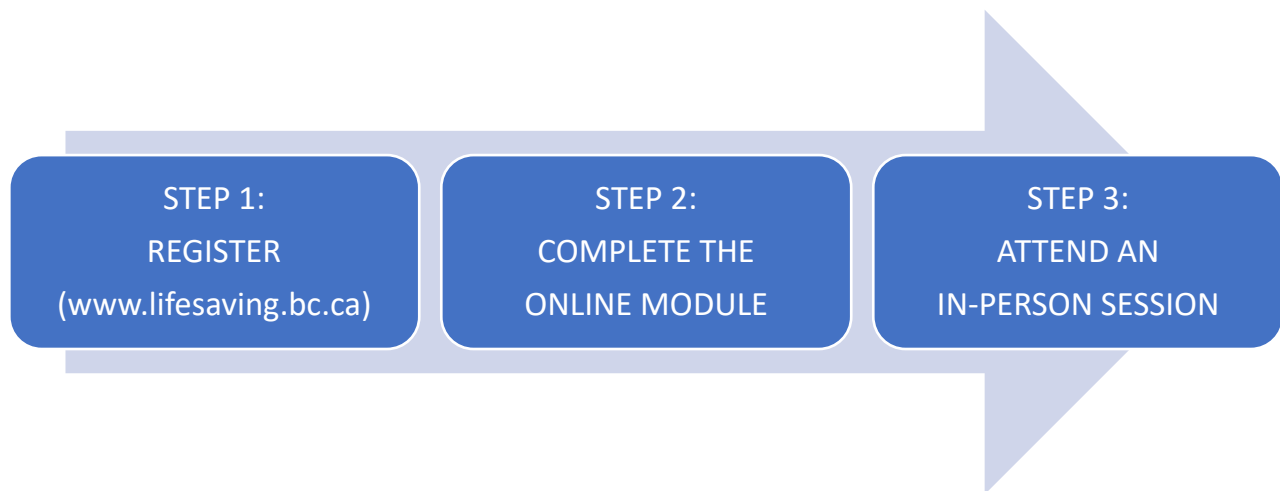 STEP 1:
REGISTER
(www.lifesaving.bc.ca)
STEP 2:
COMPLETE THE
ONLINE MODULE
STEP 3:
ATTEND AN
IN-PERSON SESSION